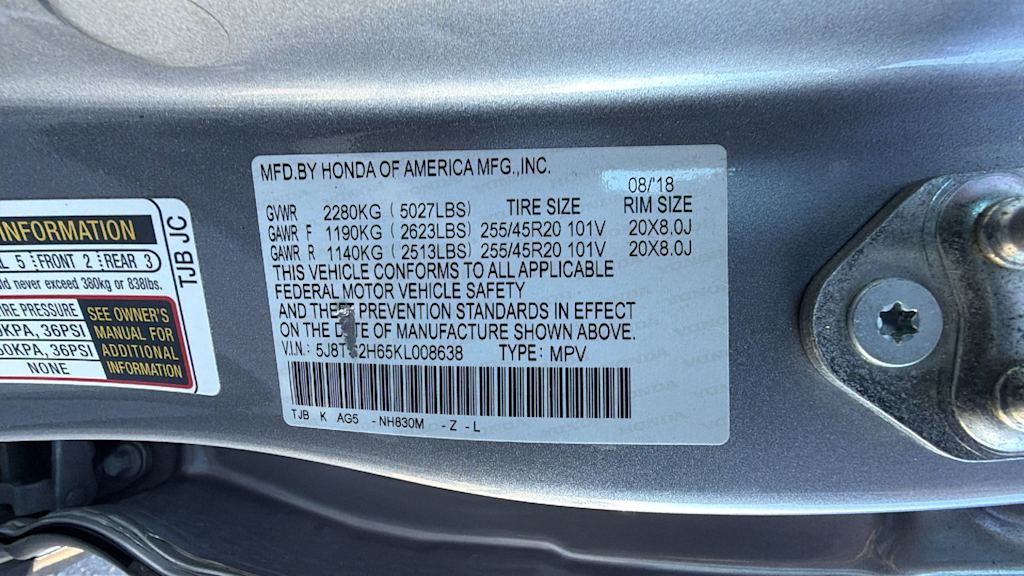 INFORMATION
5 FRONT 2 REAR 3
never exceed 380kg or 838lbs.
PRESSURE
KPA, 36PSI
KPA, 36PSI
NONE
SEE OWNER'S
MANUAL FOR
ADDITIONAL
INFORMATION
TJB JC
MFD.BY HONDA OF AMERICA MFG.,INC.
08/'18
GVWR 2280KG ( 5027LBS) TIRE SIZE RIM SIZE
GAWR F 1190KG ( 2623LBS) 255/45R20 101V 20X8.0J
GAWR R 1140KG ( 2513LBS) 255/45R20 101V 20X8.0J
THIS VEHICLE CONFORMS TO ALL APPLICABLE
FEDERAL MOTOR VEHICLE SAFETY
AND PREVENTION STANDARDS IN EFFECT
ON THE OF MANUFACTURE SHOWN ABOVE.
V.I.N: TYPE: MPV
TJB K AG5 -NH830M -Z -L